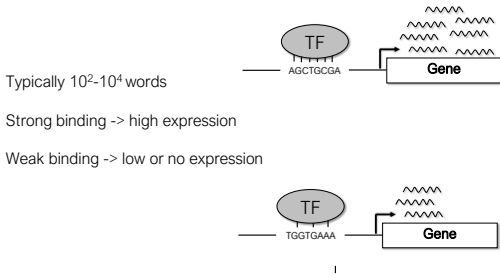 TF
AGCTGCGA
Gene
Typically 10²-10⁴ words
Strong binding -> high expression
Weak binding -> low or no expression
TF
TGGTGAAA
Gene